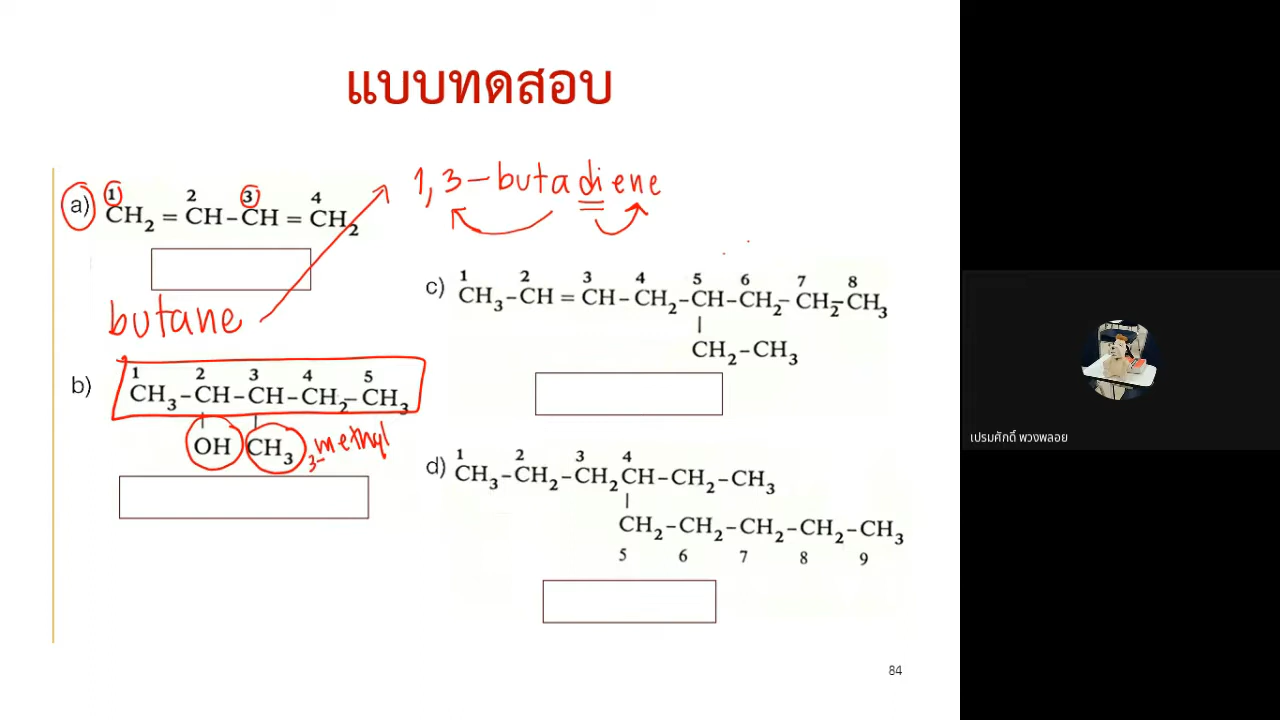 แบบทดสอบ
1, 3 - butadiene
a)
1 2 3 4
CH2 = CH - CH = CH2
butane
b)
1 2 3 4 5
CH3 - CH - CH - CH2 - CH3
OH CH3 3-methyl
c)
1 2 3 4 5 6 7 8
CH3 - CH = CH - CH2 - CH - CH2 - CH2 - CH3
CH2 - CH3
d)
1 2 3 4
CH3 - CH2 - CH2 CH - CH2 - CH3
CH2 - CH2 - CH2 - CH2 - CH3
5 6 7 8 9
84
เปรมศักดิ์ พวงพลอย